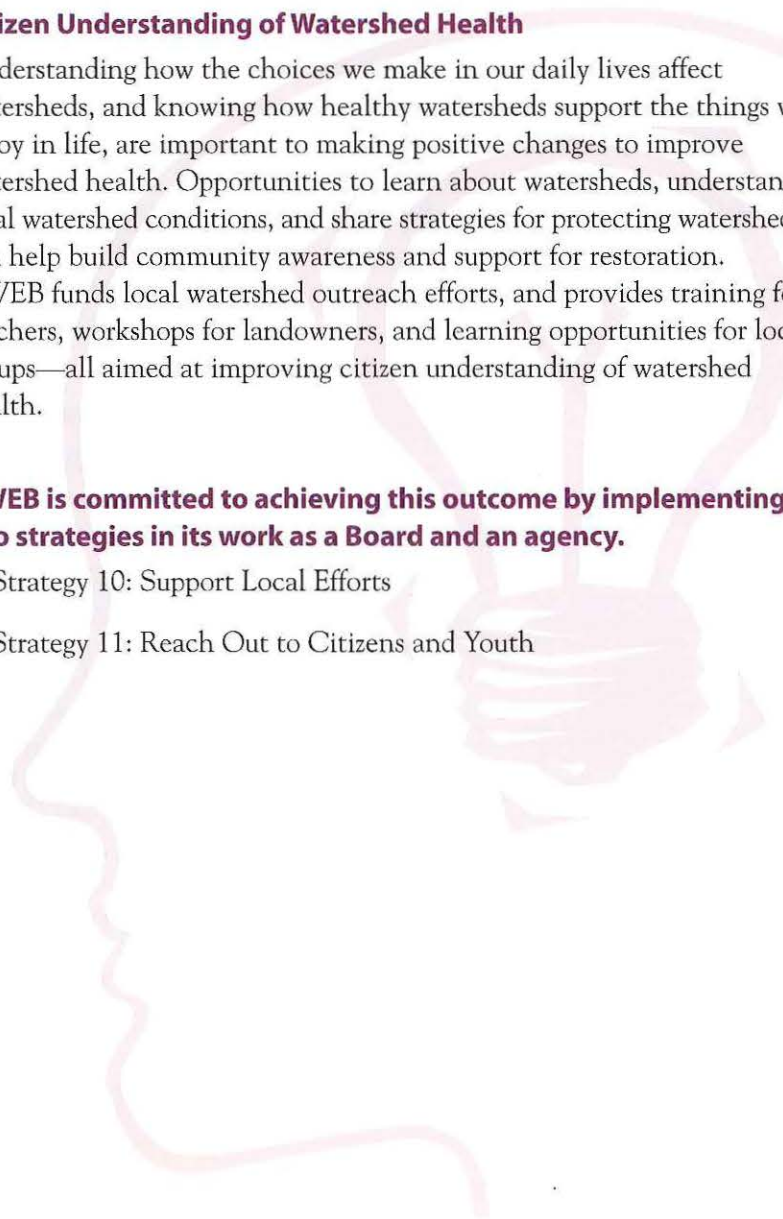 izen Understanding of Watershed Health
derstanding how the choices we make in our daily lives affect
tersheds, and knowing how healthy watersheds support the things w
oy in life, are important to making positive changes to improve
tershed health. Opportunities to learn about watersheds, understan
al watershed conditions, and share strategies for protecting watershed
help build community awareness and support for restoration.
VEB funds local watershed outreach efforts, and provides training f
chers, workshops for landowners, and learning opportunities for loc
ups—all aimed at improving citizen understanding of watershed
lth.
VEB is committed to achieving this outcome by implementing
o strategies in its work as a Board and an agency.
Strategy 10: Support Local Efforts
Strategy 11: Reach Out to Citizens and Youth